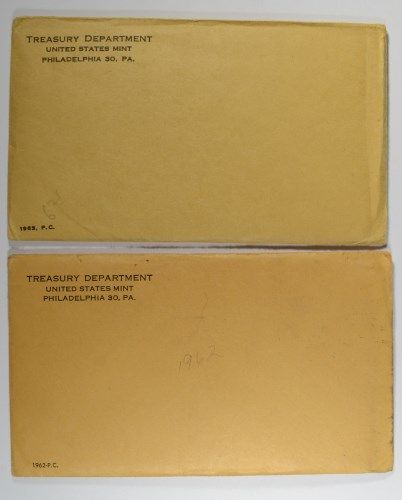 TREASURY DEPARTMENT
UNITED STATES MINT
PHILADELPHIA 30, PA.
1963, P.C.
TREASURY DEPARTMENT
UNITED STATES MINT
PHILADELPHIA 30, PA.
1962
1962-P.C.